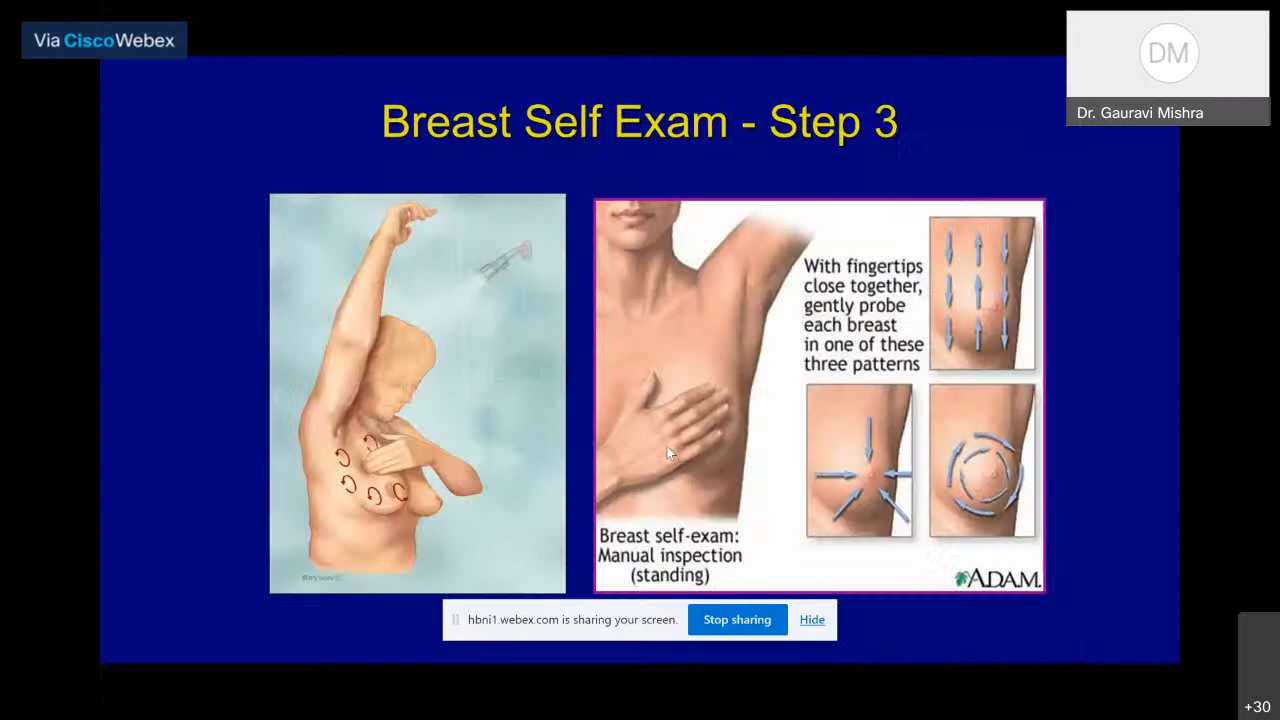 Via Cisco Webex
DM
Dr. Gauravi Mishra
Breast Self Exam - Step 3
With fingertips
close together,
gently probe
each breast
in one of these
three patterns
Breast self-exam:
Manual inspection
(standing)
A.D.A.M.
hbni1.webex.com is sharing your screen.
Stop sharing
Hide
+30